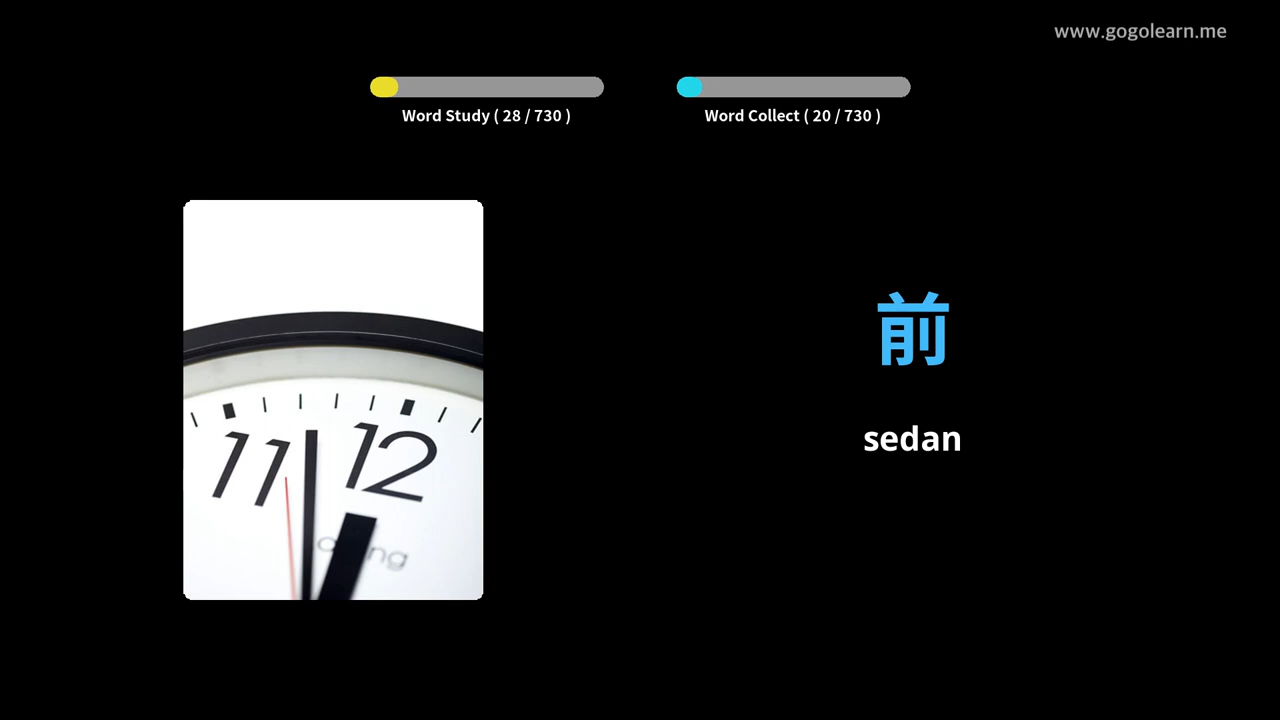 www.gogolearn.me
Word Study ( 28 / 730 )
Word Collect ( 20 / 730 )
11
12
前
sedan